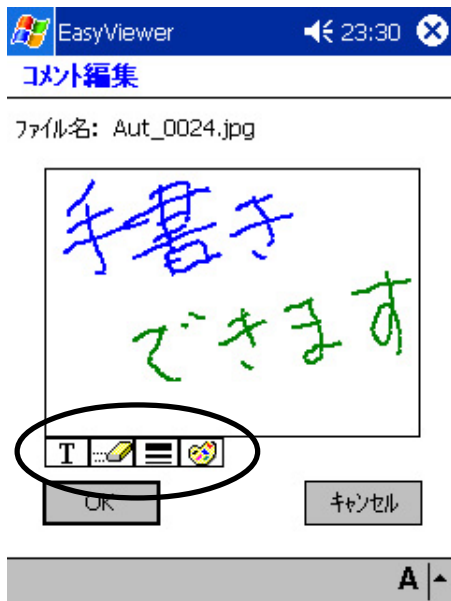 EasyViewer 23:30
コメント編集
ファイル名: Aut_0024.jpg
手書き
できます
T
OK キャンセル
A